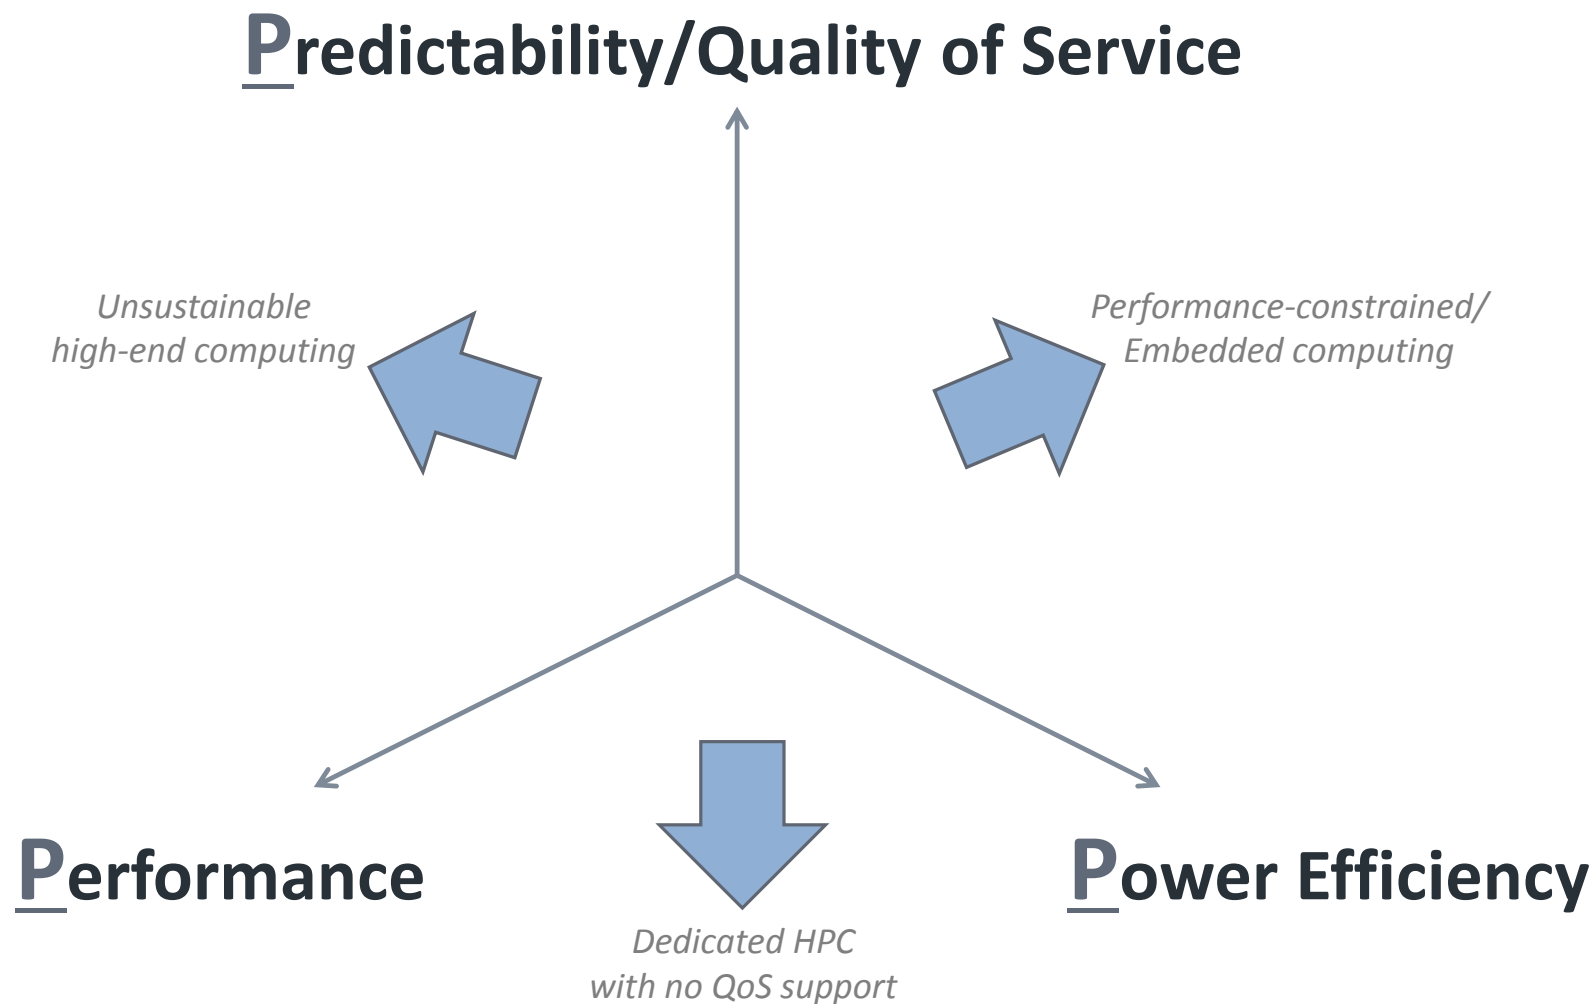 Predictability/Quality of Service
Unsustainable
high-end computing
Performance-constrained/
Embedded computing
Performance
Power Efficiency
Dedicated HPC
with no QoS support